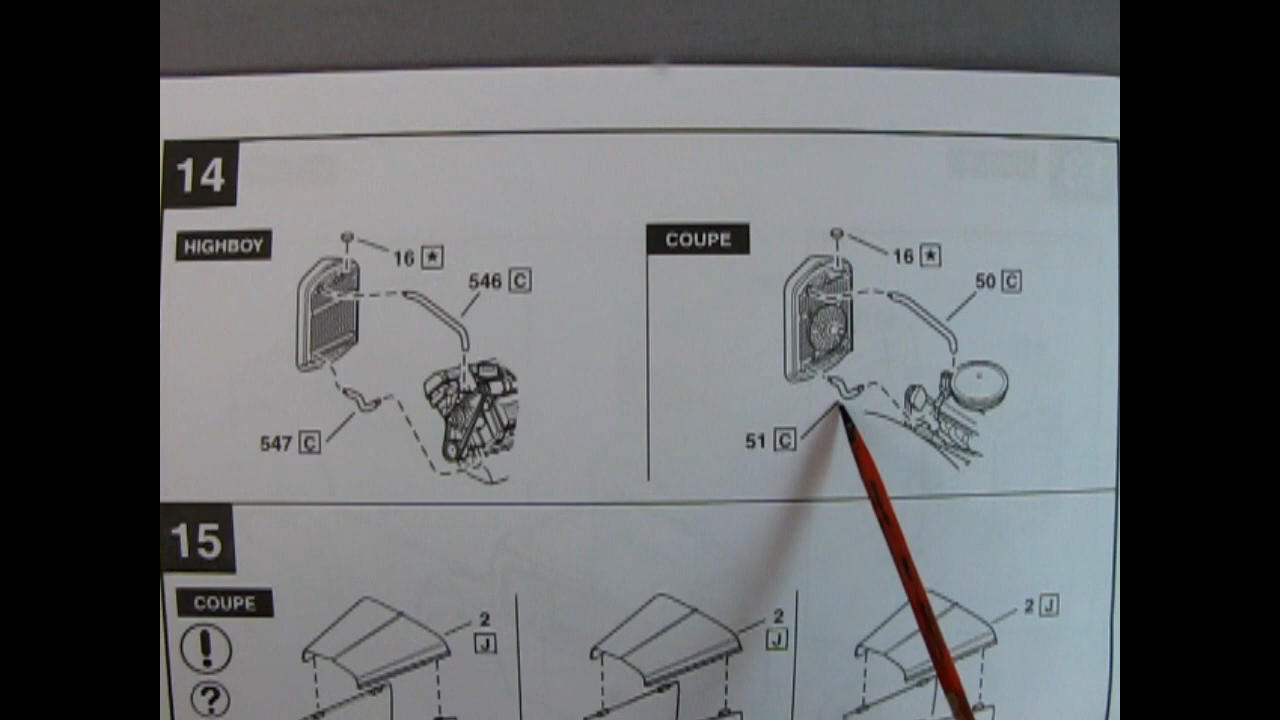 14
HIGHBOY
16 ★
546 C
547 C
COUPE
16 ★
50 C
51 C
15
COUPE
!
?
2
J
2
J
2 J